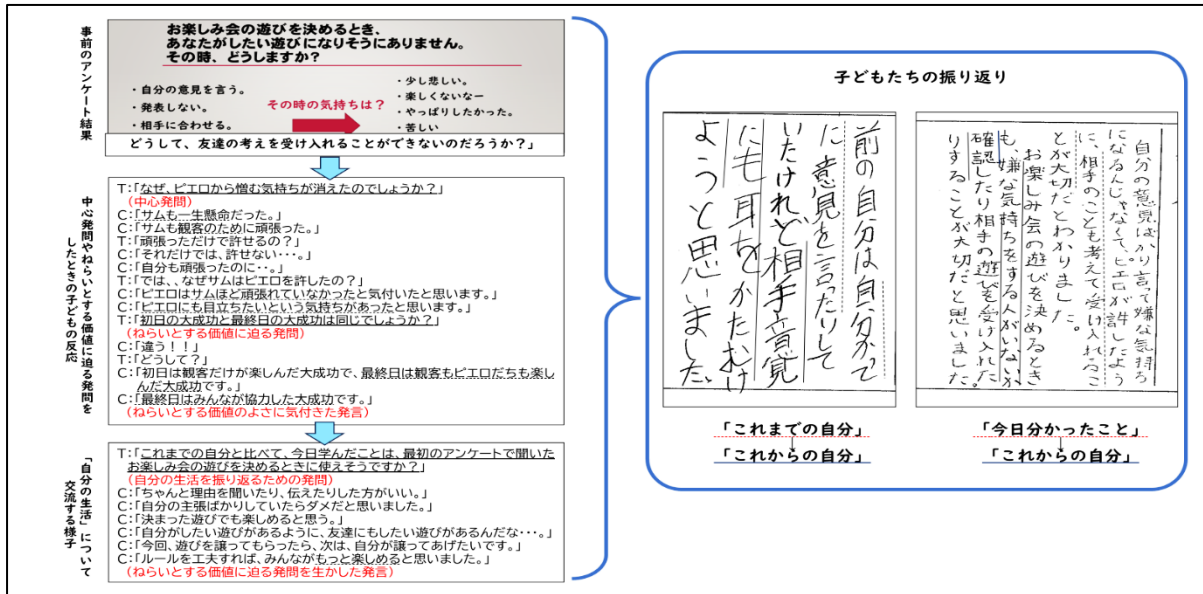 事前のアンケート結果
お楽しみ会の遊びを決めるとき、
あなたがしたい遊びになりそうにありません。
その時、どうしますか?
・自分の意見を言う。
・発表しない。
・相手に合わせる。
その時の気持ちは?
・少し悲しい。
・楽しくないなー
・やっぱりしたかった。
・苦しい
どうして、友達の考えを受け入れることができないのだろうか?」
中心発問やねらいとする価値に迫る発問を
したときの子どもの反応
T:「なぜ、ピエロから憎む気持ちが消えたのでしょうか?」
(中心発問)
C:「サムも一生懸命だった。」
C:「サムも観客のために頑張った。
T:「頑張っただけで許せるの?」
C:「それだけでは、許せない・・・。」
C:「自分も頑張ったのに・・。」
T:「では、、なぜサムはピエロを許したの?」
C:「ピエロはサムほど頑張れていなかったと気付いたと思います。」
C:「ピエロにも目立ちたいという気持ちがあったと思います。」
T:「初日の大成功と最終日の大成功は同じでしょうか?」
(ねらいとする価値に迫る発問)
C:「違う!!」
T:「どうして?」
C:「初日は観客だけが楽しんだ大成功で、最終日は観客もピエロだちも楽し
んだ大成功です。」
C:「最終日はみんなが協力した大成功です。」
(ねらいとする価値のよさに気付きた発言)
「自分の生活」について
交流する様子
T:「これまでの自分と比べて、今日学んだことは、最初のアンケートで聞いた
お楽しみ会の遊びを決めるときに使えそうですか?」
(自分の生活を振り返るための発問)
C:「ちゃんと理由を聞いたり、伝えたりした方がいい。」
C:「自分の主張ばかりしていたらダメだと思いました。」
C:「決まった遊びでも楽しめると思う。」
C:「自分がしたい遊びがあるように、友達にもしたい遊びがあるんだな・・・。」
C:「今回、遊びを譲ってもらったら、次は、自分が譲ってあげたいです。」
C:「ルールを工夫すれば、みんながもっと楽しめると思いました。」
(ねらいとする価値に迫る発問を生かした発言)
子どもたちの振り返り
前の自分は自分がって
に意見を言ったりして
いたけれど相手意覚
にも耳をかたむけ
ようと思いました。
「これまでの自分」
「これからの自分」
自分の意見ばかり言って嫌な気持ち
になるんじゃなくて、ピエロが許したよう
に、相手のことも考えて受け入れるこ
とが大切だとわかりました。
お楽しみ会の遊びを決めるとき
も、嫌な気持ちをする人がいないか
確認したり相手の遊びを受け入れた
りすることが大切だと思いました。
「今日分かったこと」
「これからの自分」